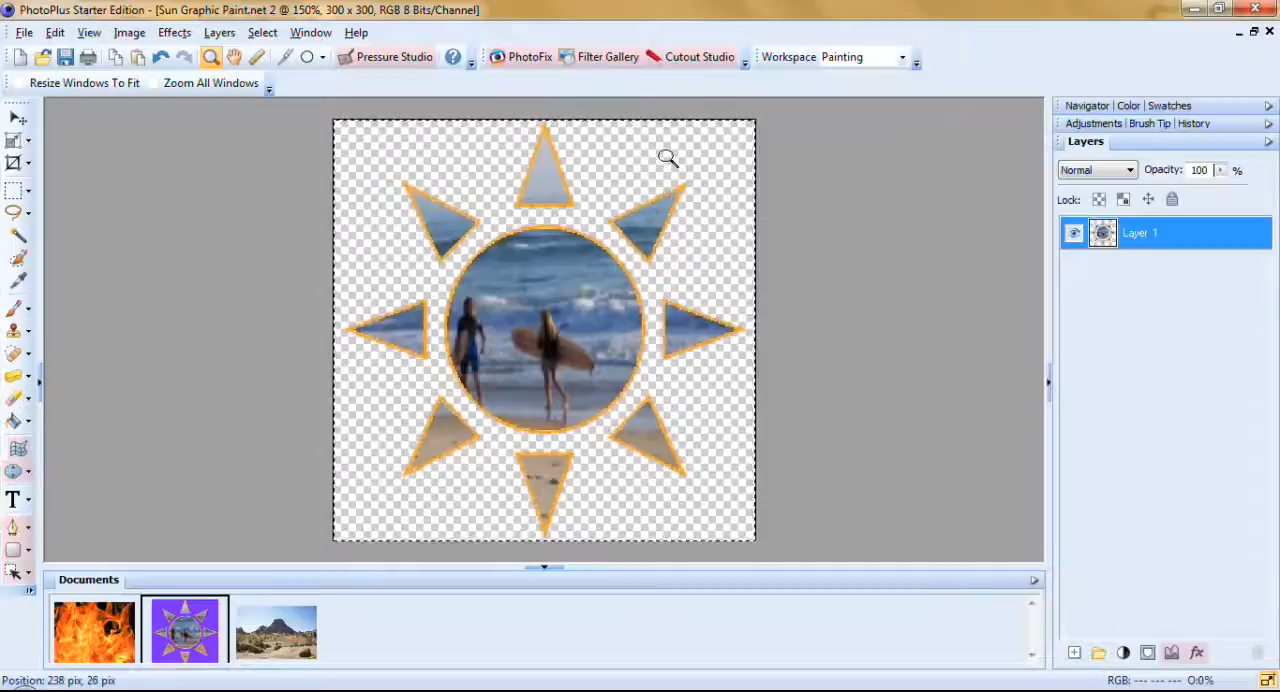 PhotoPlus Starter Edition - [Sun Graphic Paint.net 2 @ 150%, 300 x 300, RGB 8 Bits/Channel]
File Edit View Image Effects Layers Select Window Help
Pressure Studio PhotoFix Filter Gallery Cutout Studio Workspace Painting
Resize Windows To Fit Zoom All Windows
Navigator Color Swatches
Adjustments Brush Tip History
Layers
Normal Opacity: 100 %
Lock:
Layer 1
T
Documents
fx
Position: 238 pix, 26 pix RGB: --- --- --- O:0%